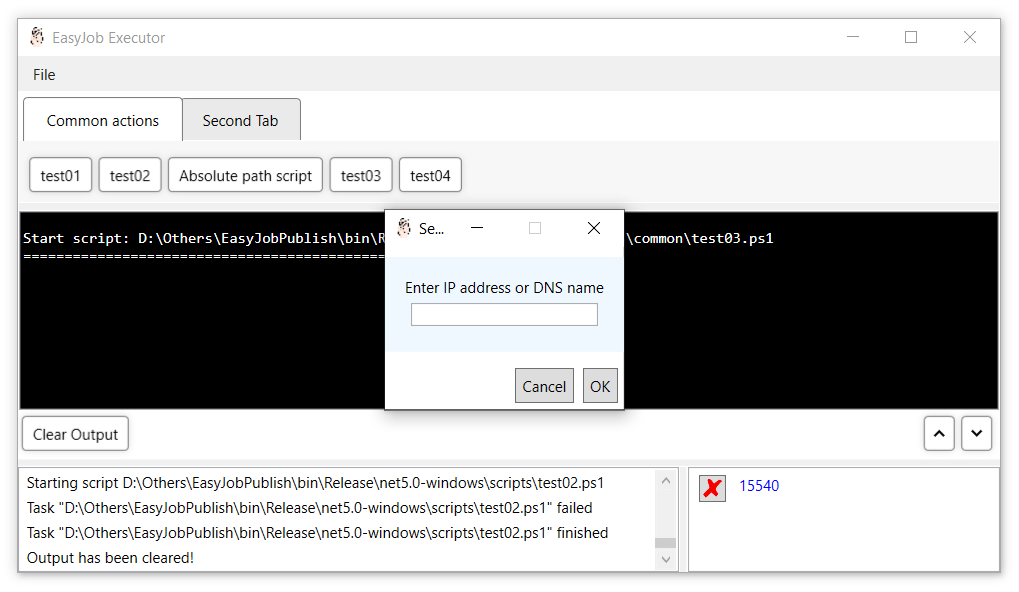 EasyJob Executor
File
Common actions
Second Tab
test01
test02
Absolute path script
test03
test04
Start script: D:\Others\EasyJobPublish\bin\R
\common\test03.ps1
Se...
Enter IP address or DNS name
Cancel
OK
Clear Output
Starting script D:\Others\EasyJobPublish\bin\Release\net5.0-windows\scripts\test02.ps1
Task "D:\Others\EasyJobPublish\bin\Release\net5.0-windows\scripts\test02.ps1" failed
Task "D:\Others\EasyJobPublish\bin\Release\net5.0-windows\scripts\test02.ps1" finished
Output has been cleared!
15540